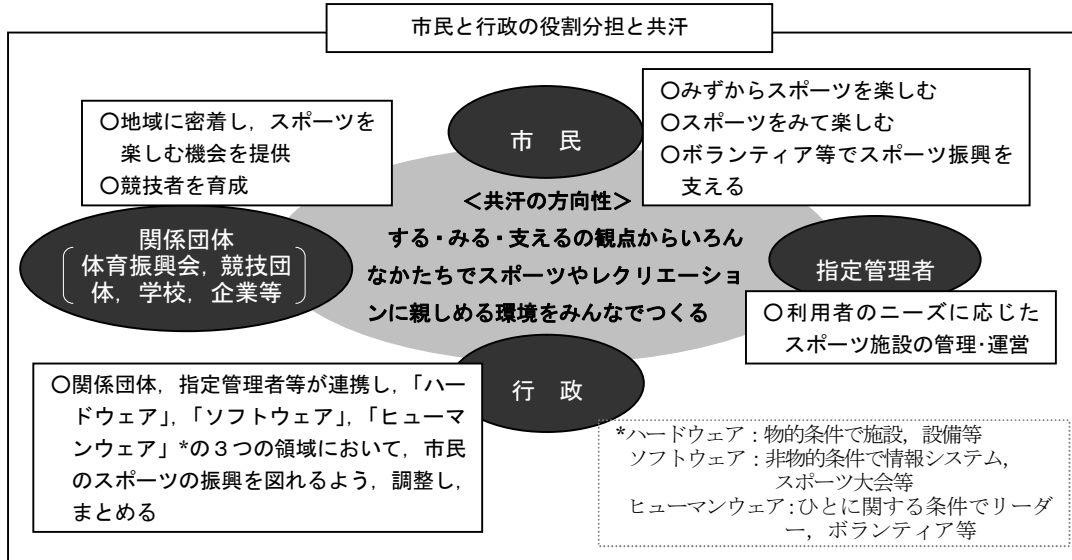 市民と行政の役割分担と共汗
市　民
○みずからスポーツを楽しむ
○スポーツをみて楽しむ
○ボランティア等でスポーツ振興を
支える
○地域に密着し，スポーツを
楽しむ機会を提供
○競技者を育成
関係団体
体育振興会，競技団
体，学校，企業等
＜共汗の方向性＞
する・みる・支えるの観点からいろん
なかたちでスポーツやレクリエーショ
ンに親しめる環境をみんなでつくる
指定管理者
○利用者のニーズに応じた
スポーツ施設の管理・運営
行　政
○関係団体，指定管理者等が連携し，「ハー
ドウェア」，「ソフトウェア」，「ヒューマ
ンウェア」*の３つの領域において，市民
のスポーツの振興を図れるよう，調整し，
まとめる
*ハードウェア：物的条件で施設，設備等
ソフトウェア：非物的条件で情報システム，
スポーツ大会等
ヒューマンウェア：ひとに関する条件でリーダ
ー，ボランティア等